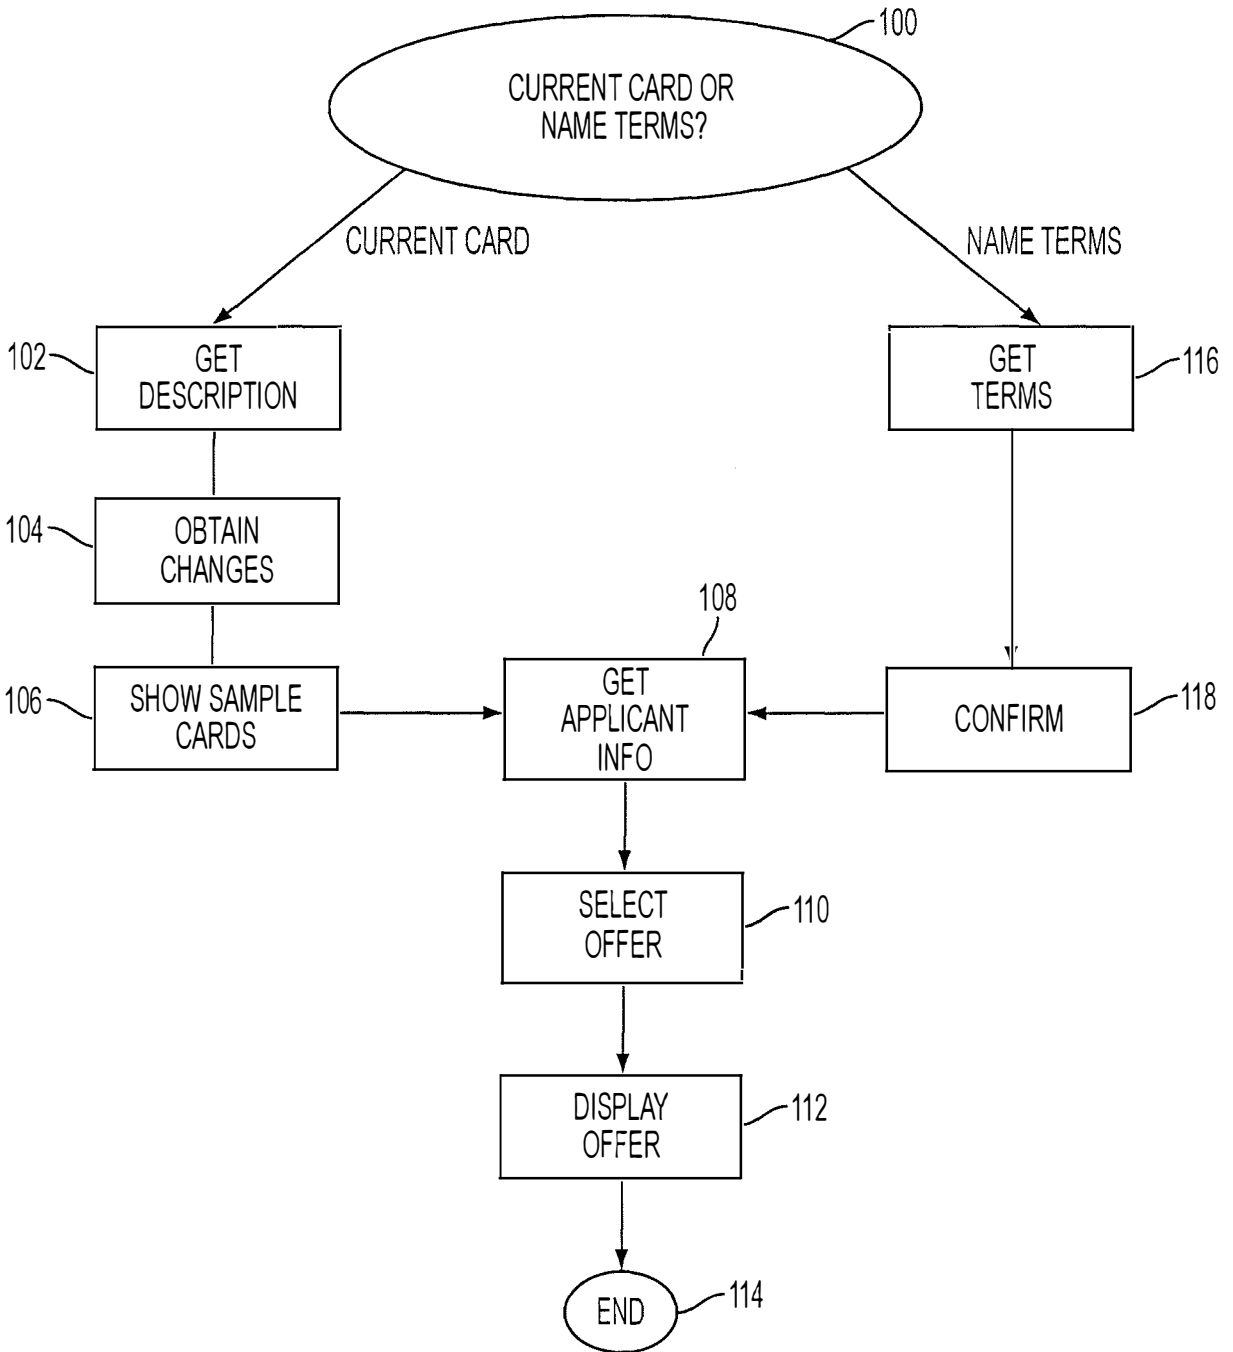 100
CURRENT CARD OR
NAME TERMS?
CURRENT CARD
NAME TERMS
102
GET
DESCRIPTION
GET
TERMS
116
104
OBTAIN
CHANGES
108
106
SHOW SAMPLE
CARDS
GET
APPLICANT
INFO
CONFIRM
118
SELECT
OFFER
110
DISPLAY
OFFER
112
END
114